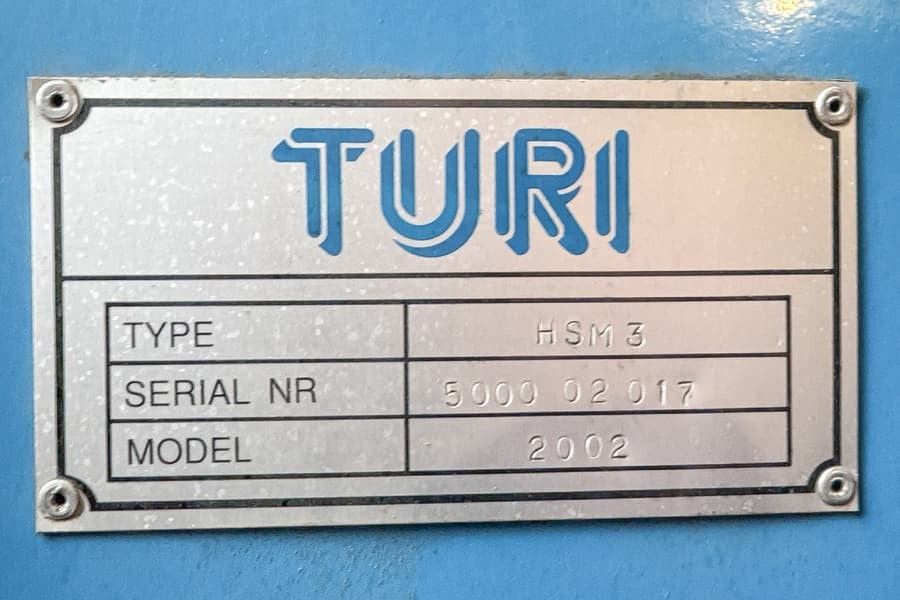 TURI
TYPE HSM 3
SERIAL NR 5000 02 017
MODEL 2002